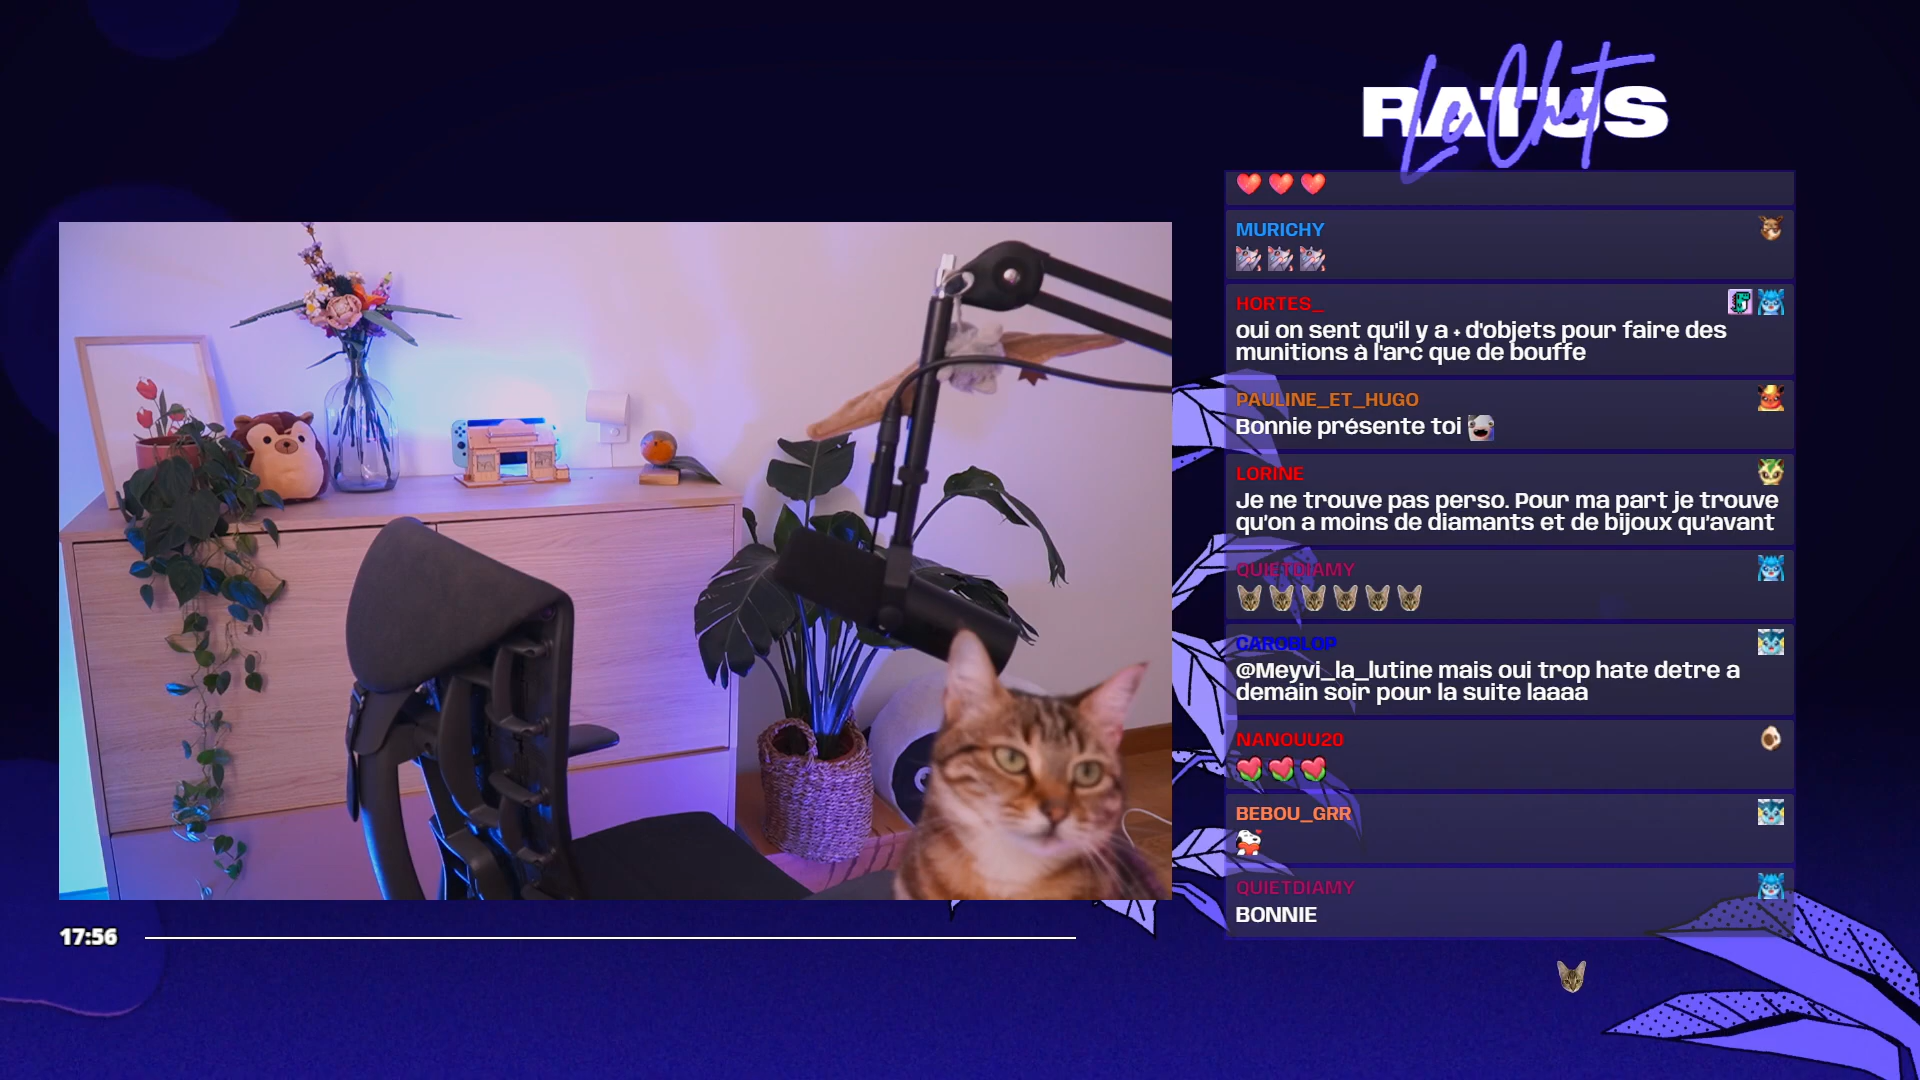 RATUS
Le Chat
MURICHY
HORTES_
oui on sent qu'il y a + d'objets pour faire des
munitions à l'arc que de bouffe
PAULINE_ET_HUGO
Bonnie présente toi
LORINE
Je ne trouve pas perso. Pour ma part je trouve
qu'on a moins de diamants et de bijoux qu'avant
QUIETDIAMY
CAROBLOP
@Meyvi_la_lutine mais oui trop hate detre a
demain soir pour la suite laaaa
NANOUU20
BEBOU_GRR
QUIETDIAMY
BONNIE
17:56